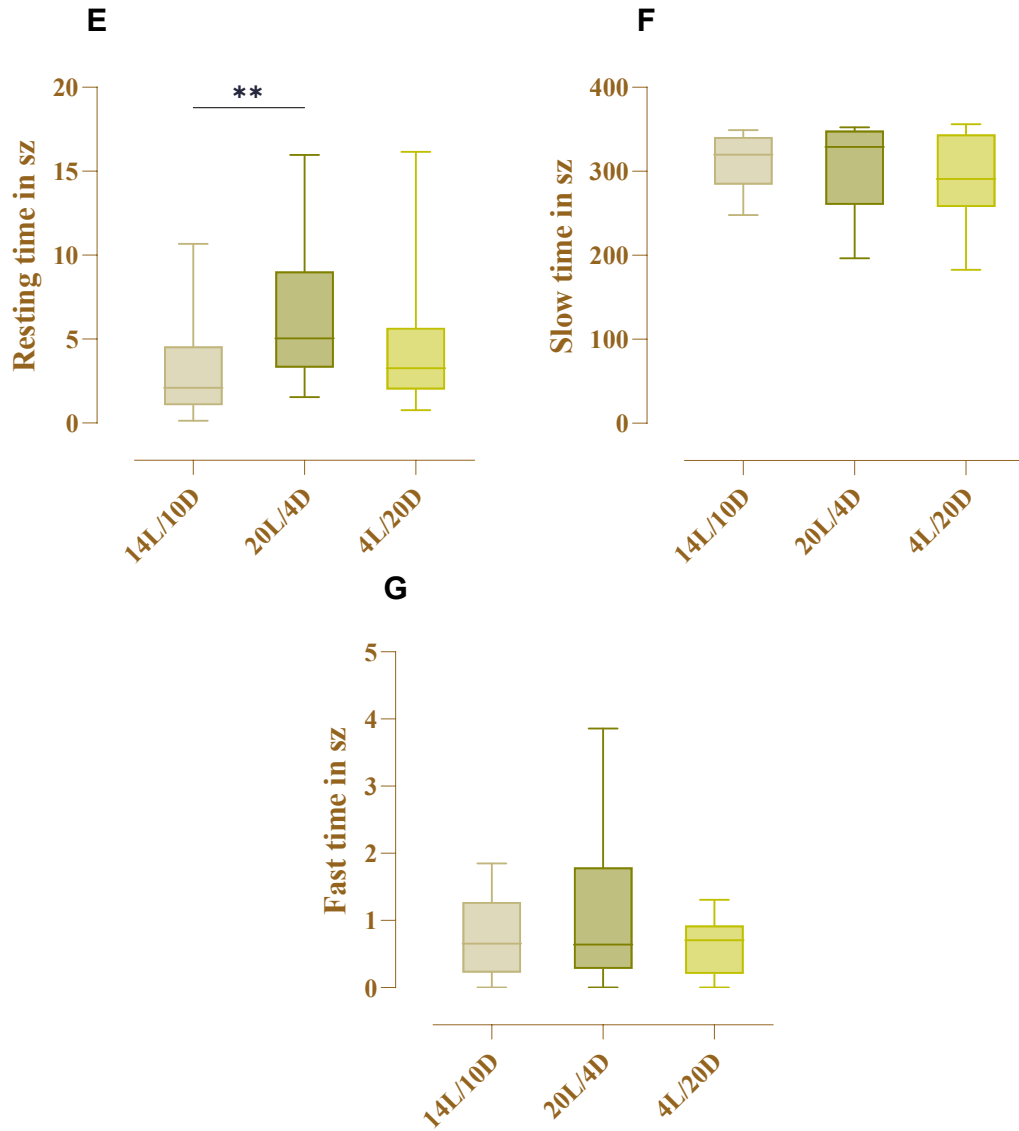 E
Resting time in sz
20
15
10
5
0
**
14L/10D
20L/4D
4L/20D
F
Slow time in sz
400
300
200
100
0
14L/10D
20L/4D
4L/20D
G
Fast time in sz
5
4
3
2
1
0
14L/10D
20L/4D
4L/20D